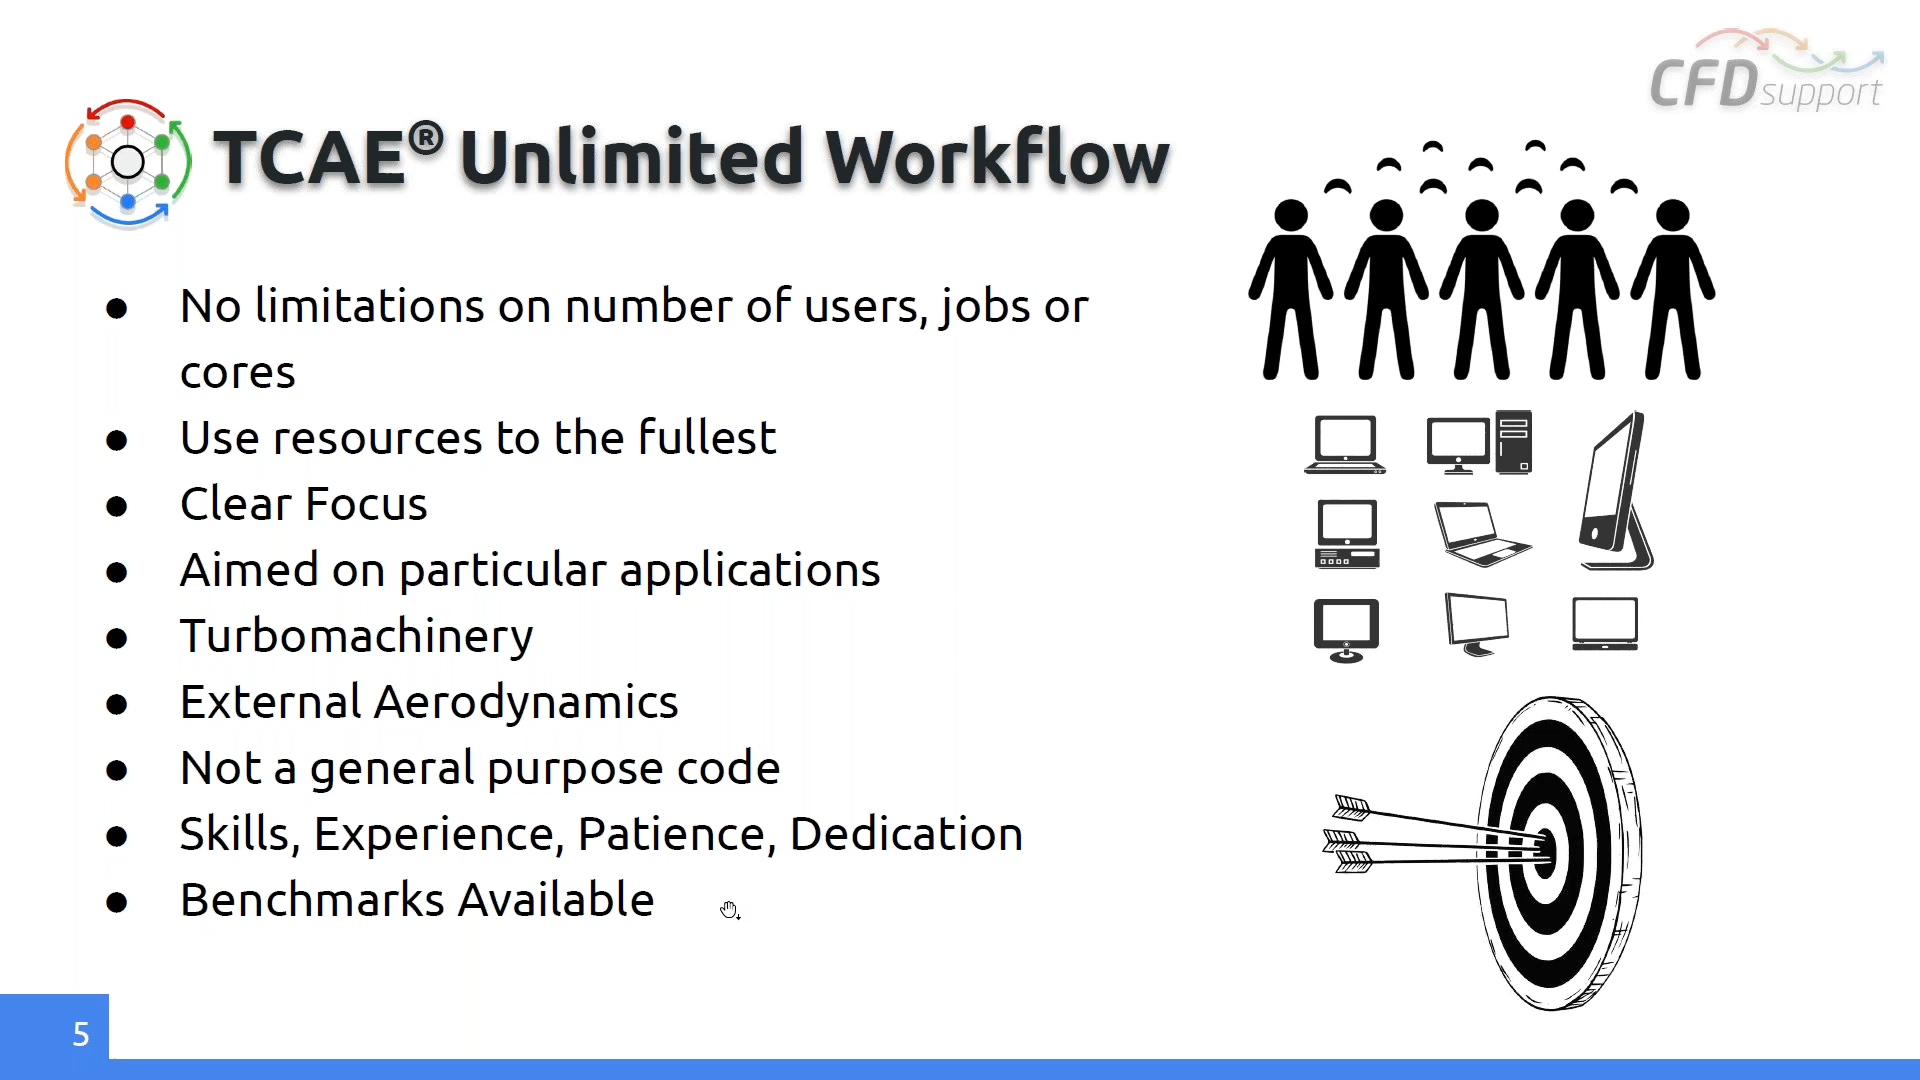 CFD support
TCAE® Unlimited Workflow
● No limitations on number of users, jobs or
cores
● Use resources to the fullest
● Clear Focus
● Aimed on particular applications
● Turbomachinery
● External Aerodynamics
● Not a general purpose code
● Skills, Experience, Patience, Dedication
● Benchmarks Available
5